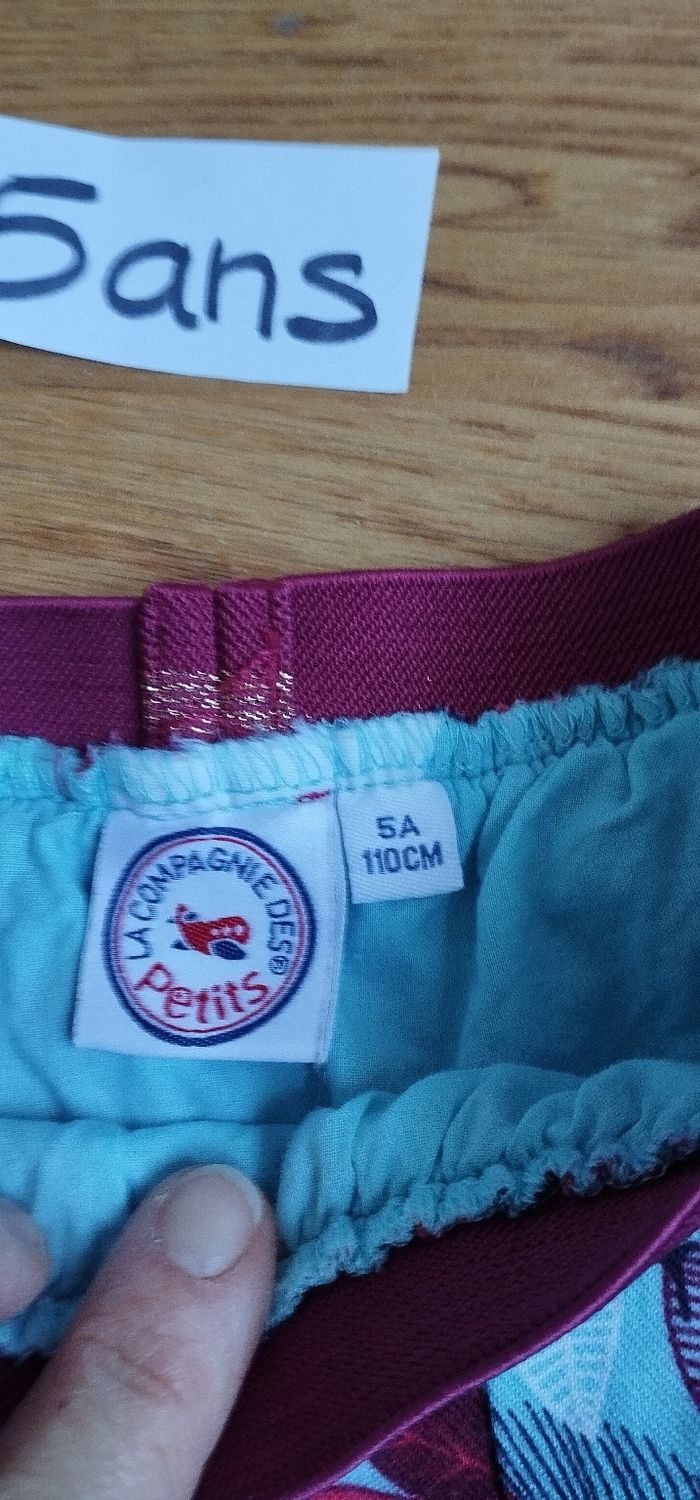 5ans
5A
110CM
LA COMPAGNIE DES®
Petits